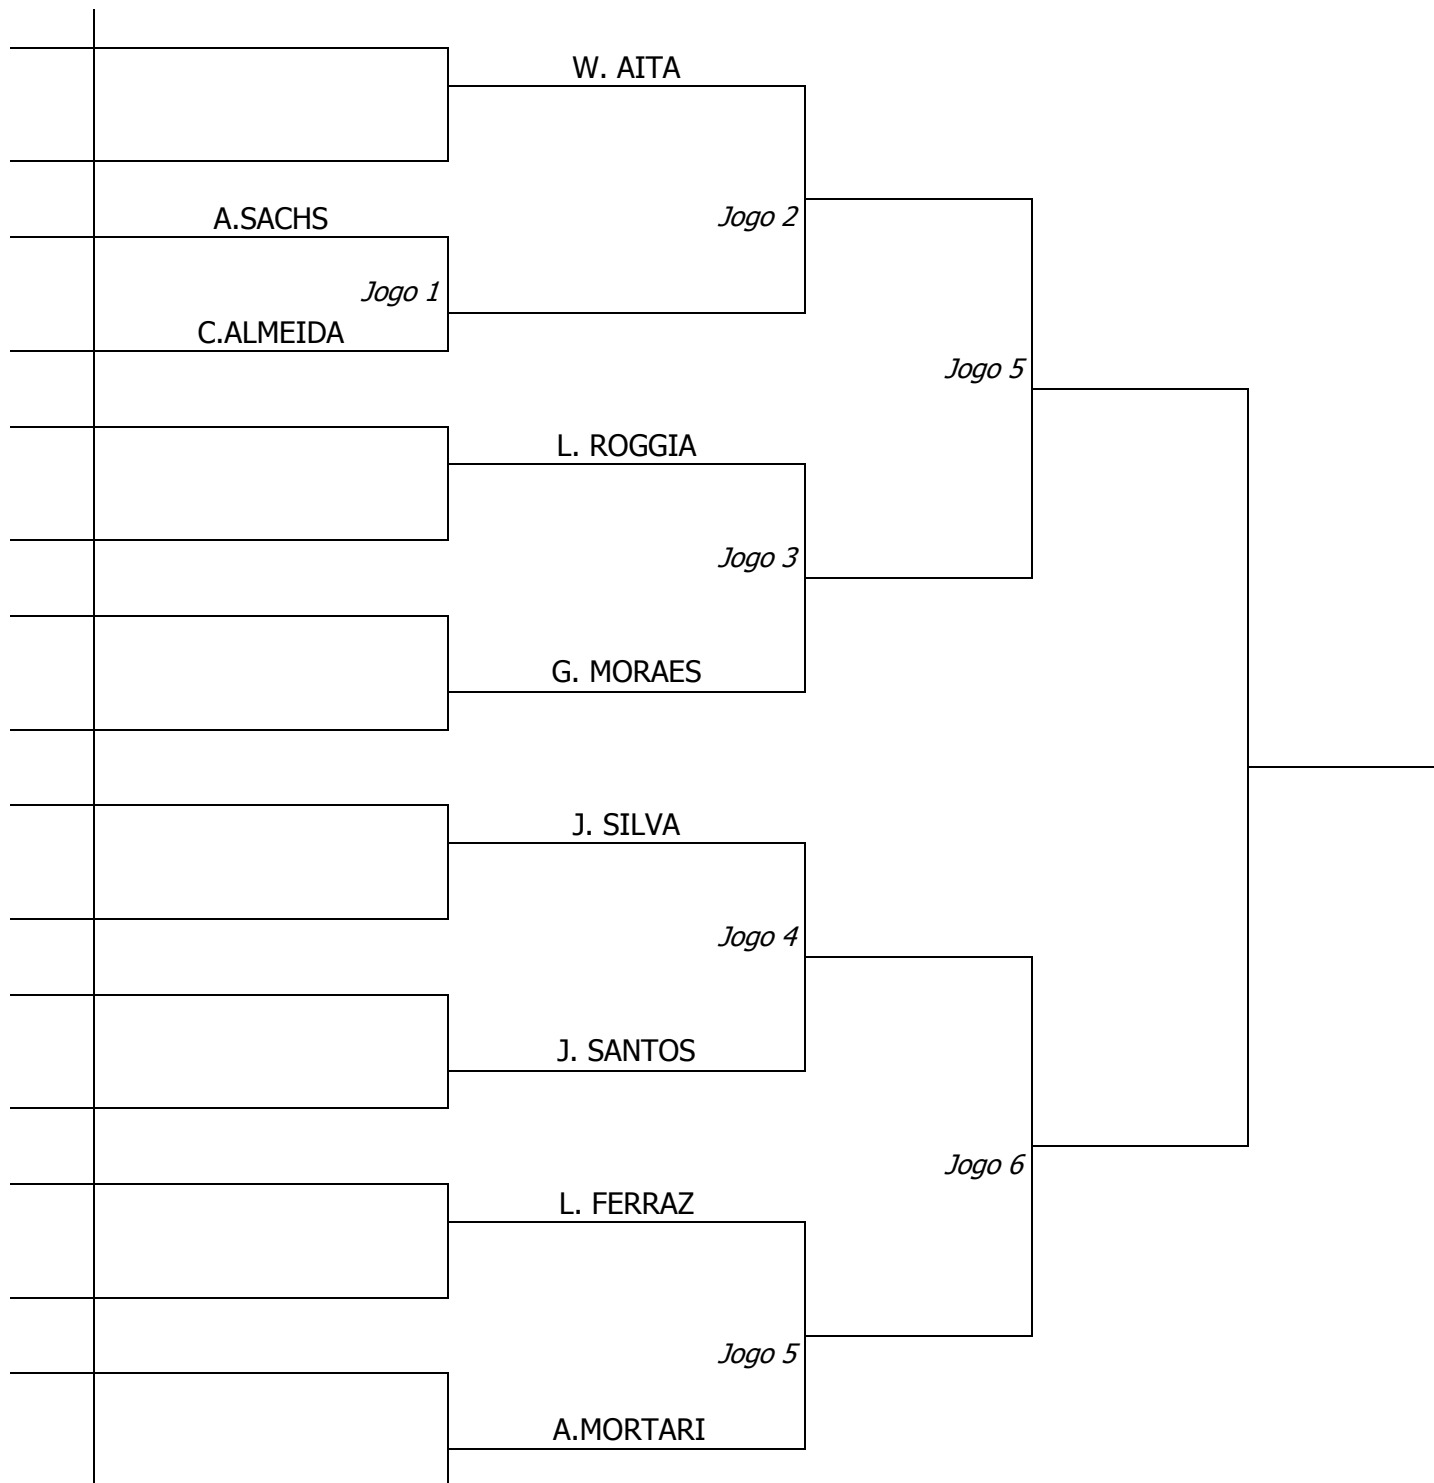 W. AITA
A.SACHS
Jogo 2
Jogo 1
C.ALMEIDA
Jogo 5
L. ROGGIA
Jogo 3
G. MORAES
J. SILVA
Jogo 4
J. SANTOS
Jogo 6
L. FERRAZ
Jogo 5
A.MORTARI